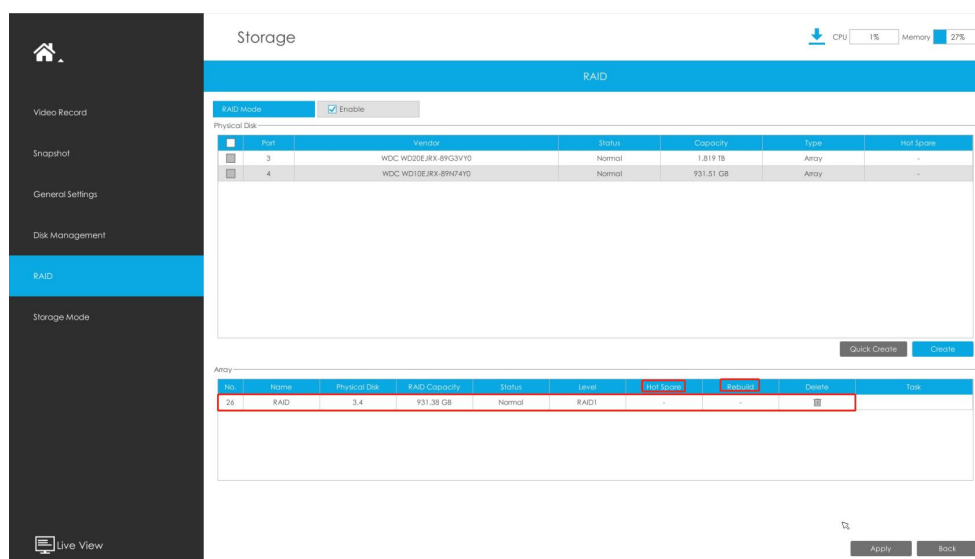 Storage
CPU 1% Memory 27%
RAID
Video Record
Snapshot
General Settings
Disk Management
RAID
Storage Mode
Live View
RAID Mode Enable
Physical Disk
Port Vendor Status Capacity Type Hot Spare
3 WDC WD20EJRX-89G3VY0 Normal 1.819 TB Array -
4 WDC WD10EJRX-89N74Y0 Normal 931.51 GB Array -
Quick Create Create
Array
No. Name Physical Disk RAID Capacity Status Level Hot Spare Rebuild Delete Task
26 RAID 3,4 931.38 GB Normal RAID1 - -
Apply Back